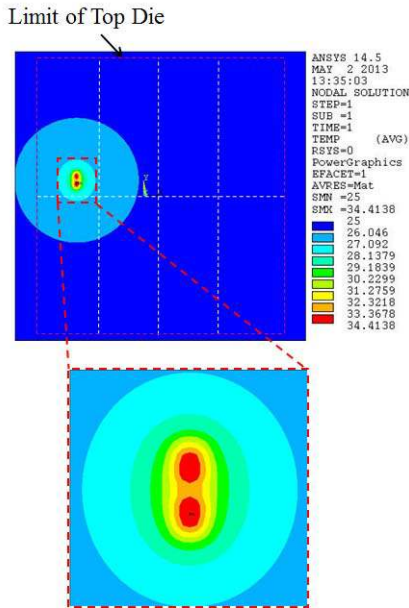 Limit of Top Die
ANSYS 14.5
MAY 2 2013
13:35:03
NODAL SOLUTION
STEP=1
SUB =1
TIME=1
TEMP (AVG)
RSYS=0
PowerGraphics
EFACET=1
AVRES=Mat
SMN =25
SMX =34.4138
25
26.046
27.092
28.1379
29.1839
30.2299
31.2759
32.3218
33.3678
34.4138
Y